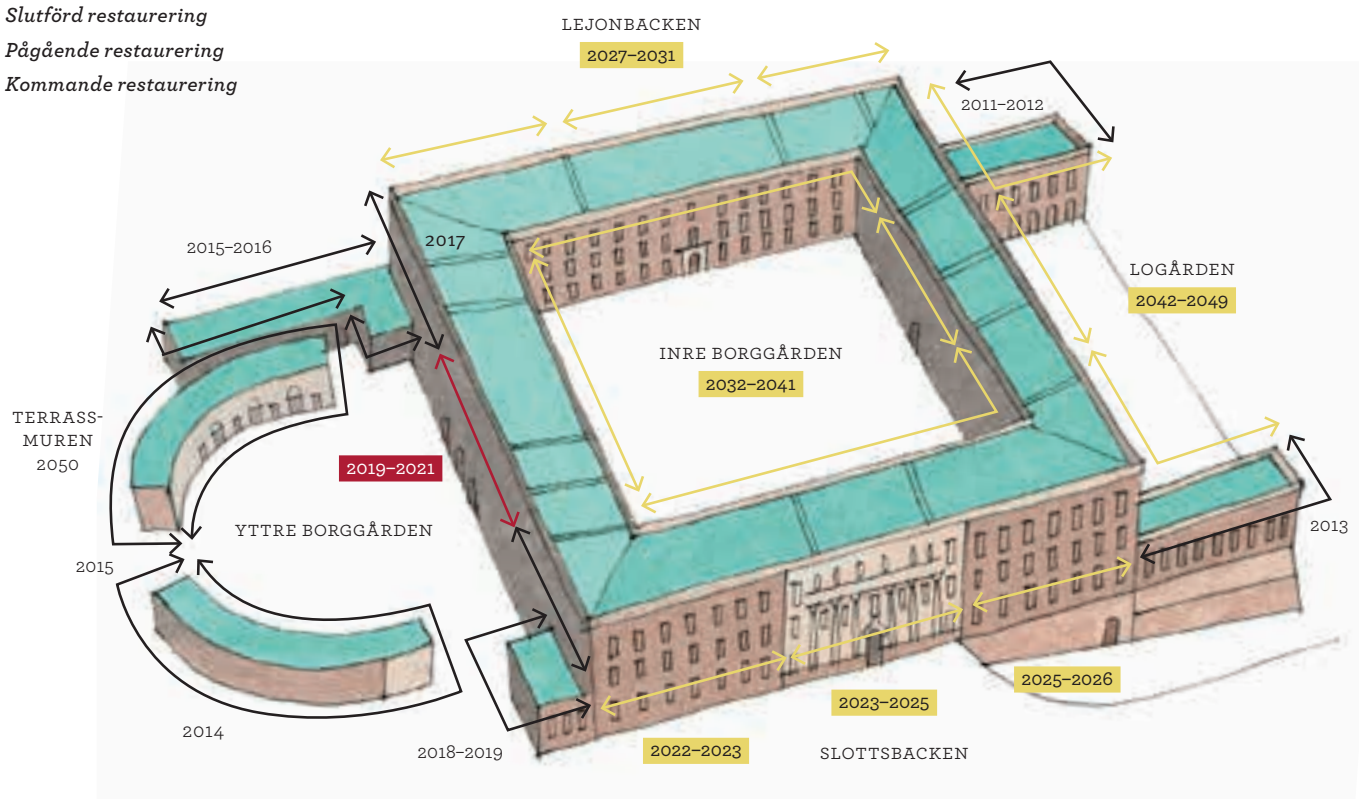 Slutförd restaurering
Pågående restaurering
Kommande restaurering
LEJONBACKEN
2027–2031
2011–2012
2017
2015–2016
LOGÅRDEN
2042–2049
INRE BORGGÅRDEN
2032–2041
TERRASS-
MUREN
2050
2019–2021
YTTRE BORGGÅRDEN
2013
2015
2025–2026
2023–2025
2014
2018–2019
2022–2023
SLOTTSBACKEN